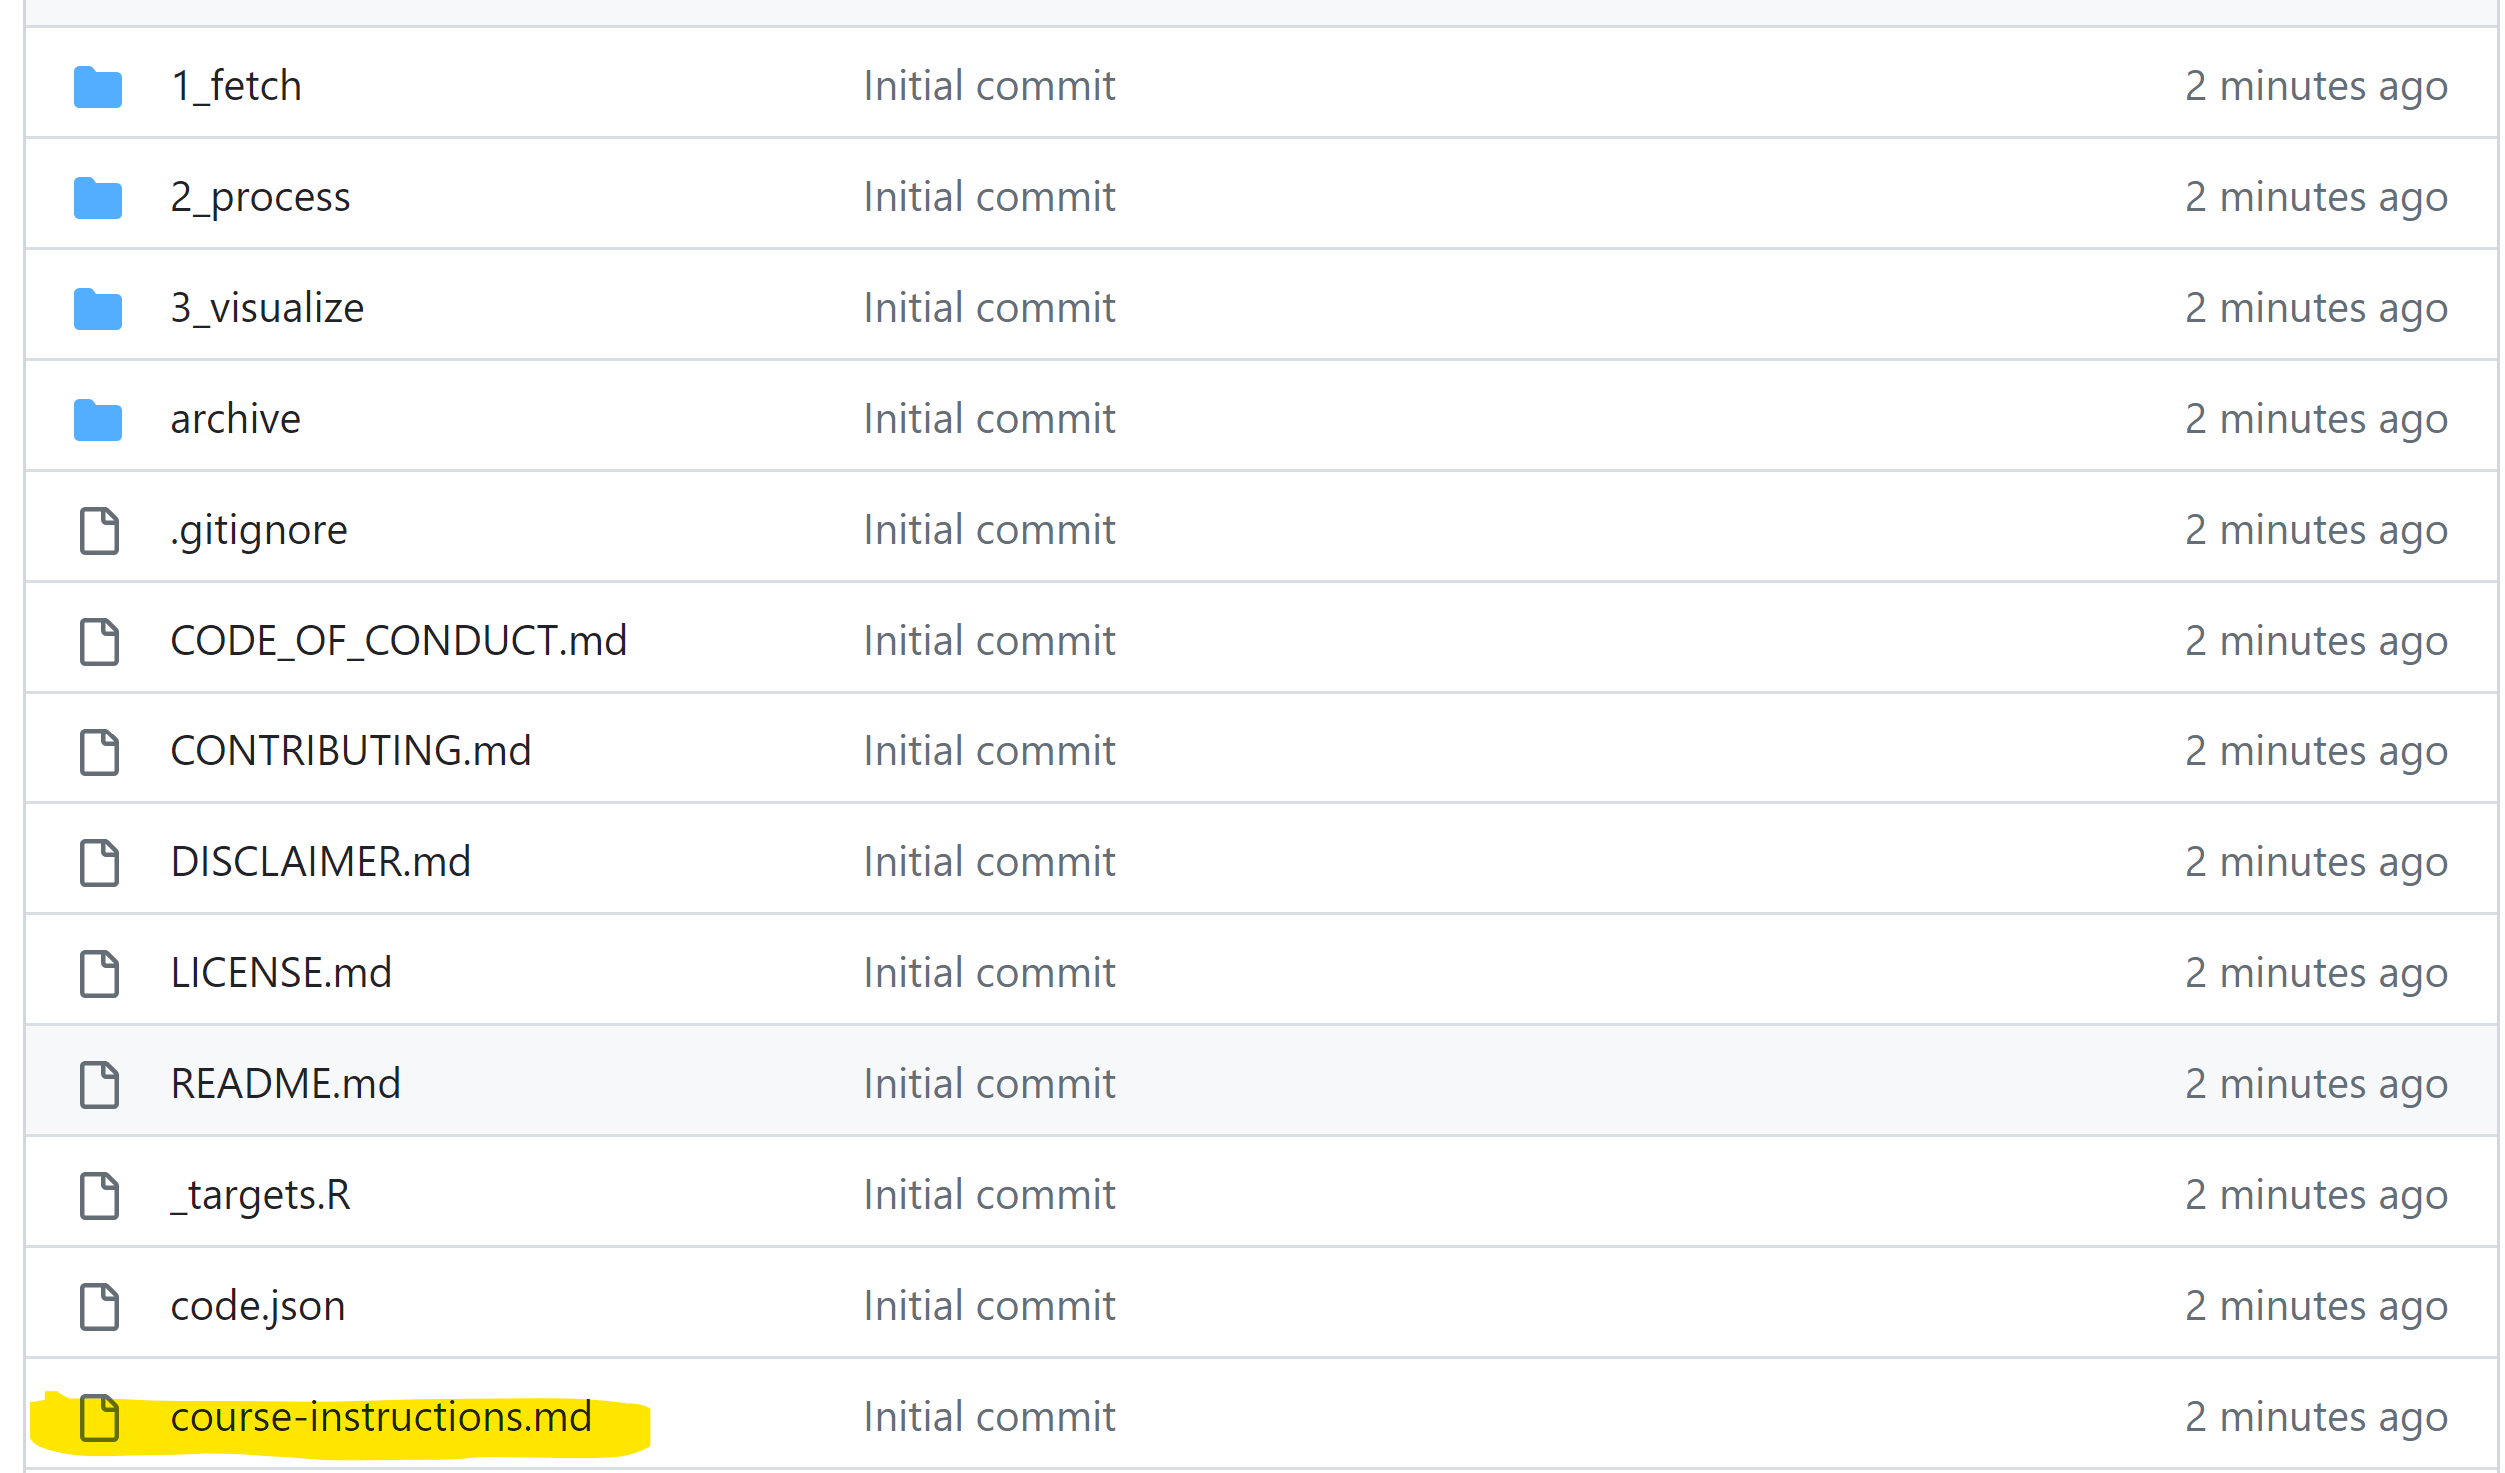 1_fetch Initial commit 2 minutes ago
2_process Initial commit 2 minutes ago
3_visualize Initial commit 2 minutes ago
archive Initial commit 2 minutes ago
.gitignore Initial commit 2 minutes ago
CODE_OF_CONDUCT.md Initial commit 2 minutes ago
CONTRIBUTING.md Initial commit 2 minutes ago
DISCLAIMER.md Initial commit 2 minutes ago
LICENSE.md Initial commit 2 minutes ago
README.md Initial commit 2 minutes ago
_targets.R Initial commit 2 minutes ago
code.json Initial commit 2 minutes ago
course-instructions.md Initial commit 2 minutes ago